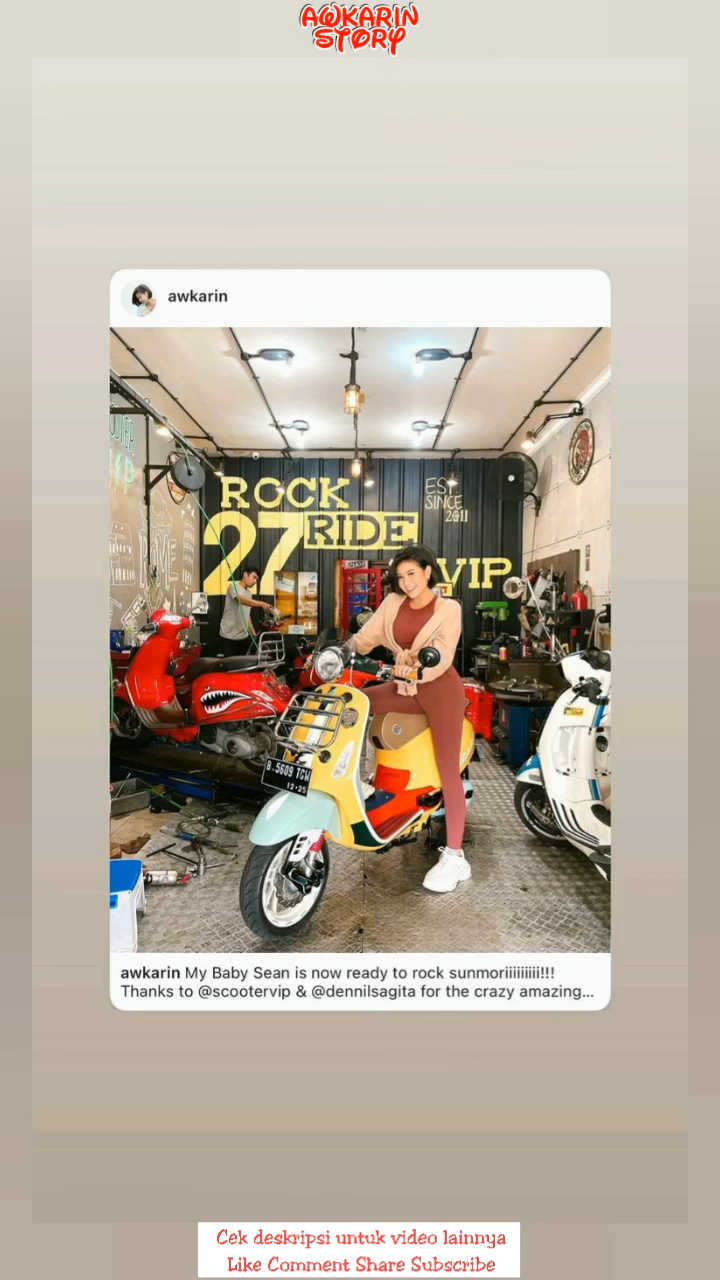 AWKARIN
STORY
awkarin
ROCK
27 RIDE
EST.
SINCE
2011
VIP
B 5609 TGW
12·25
awkarin My Baby Sean is now ready to rock sunmoriiiiiiiii!!!
Thanks to @scootervip & @dennilsagita for the crazy amazing...
Cek deskripsi untuk video lainnya
Like Comment Share Subscribe